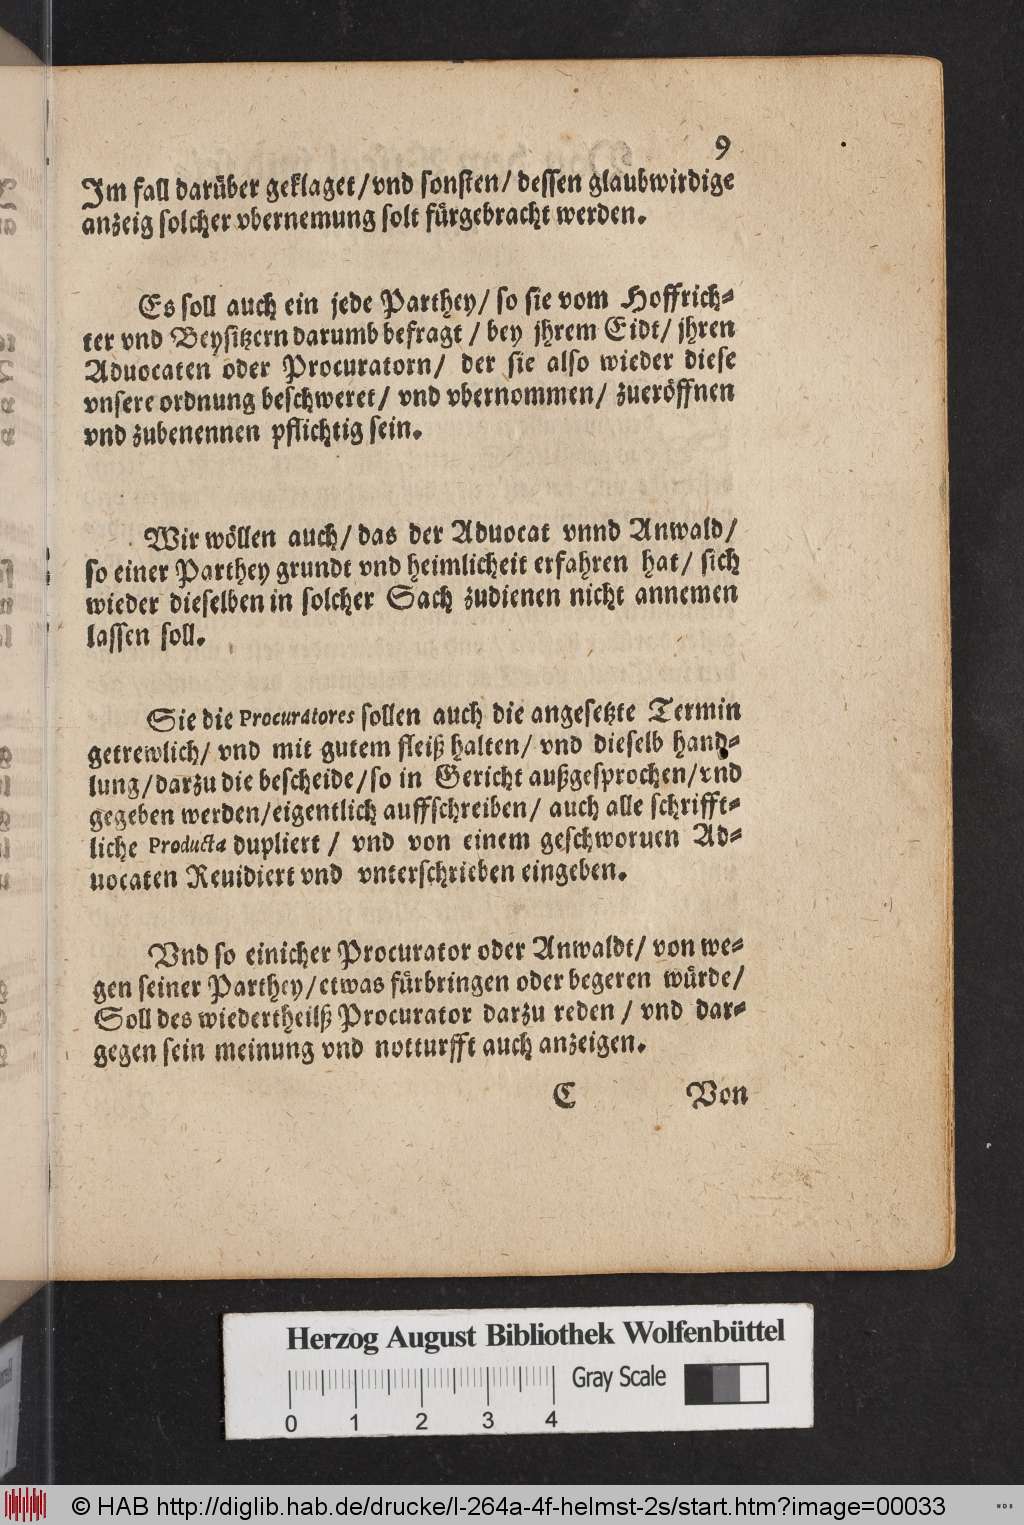 9
Im fall darüber geklaget/vnd sonsten/ dessen glaubwirdige
anzeig solcher vbernemung solt fürgebracht werden.
Es soll auch ein jede Parthey/ so sie vom Hoffrich-
ter vnd Beysitzern darumb befragt / bey jhrem Eidt/ jhren
Aduocaten oder Procuratorn/ der sie also wieder diese
vnsere ordnung beschweret/ vnd vbernommen/ zueröffnen
vnd zubenennen pflichtig sein.
Wir wöllen auch/ das der Aduocat vnnd Anwald/
so einer Parthey grundt vnd heimlicheit erfahren hat/ sich
wieder dieselben in solcher Sach zudienen nicht annemen
lassen soll.
Sie die Procuratores sollen auch die angesetzte Termin
getrewlich/ vnd mit gutem fleiß halten/ vnd dieselb hand-
lung/darzu die bescheide/so in Gericht außgesprochen/vnd
gegeben werden/eigentlich auffschreiben/ auch alle schrifft-
liche Producta dupliert / vnd von einem geschworuen Ad-
uocaten Reuidiert vnd vnterschrieben eingeben.
Vnd so einicher Procurator oder Anwaldt/ von we-
gen seiner Parthey/etwas fürbringen oder begeren würde/
Soll des wiedertheilß Procurator darzu reden / vnd dar-
gegen sein meinung vnd notturfft auch anzeigen.
C Von
Herzog August Bibliothek Wolfenbüttel
Gray Scale
0 1 2 3 4
© HAB http://diglib.hab.de/drucke/l-264a-4f-helmst-2s/start.htm?image=00033